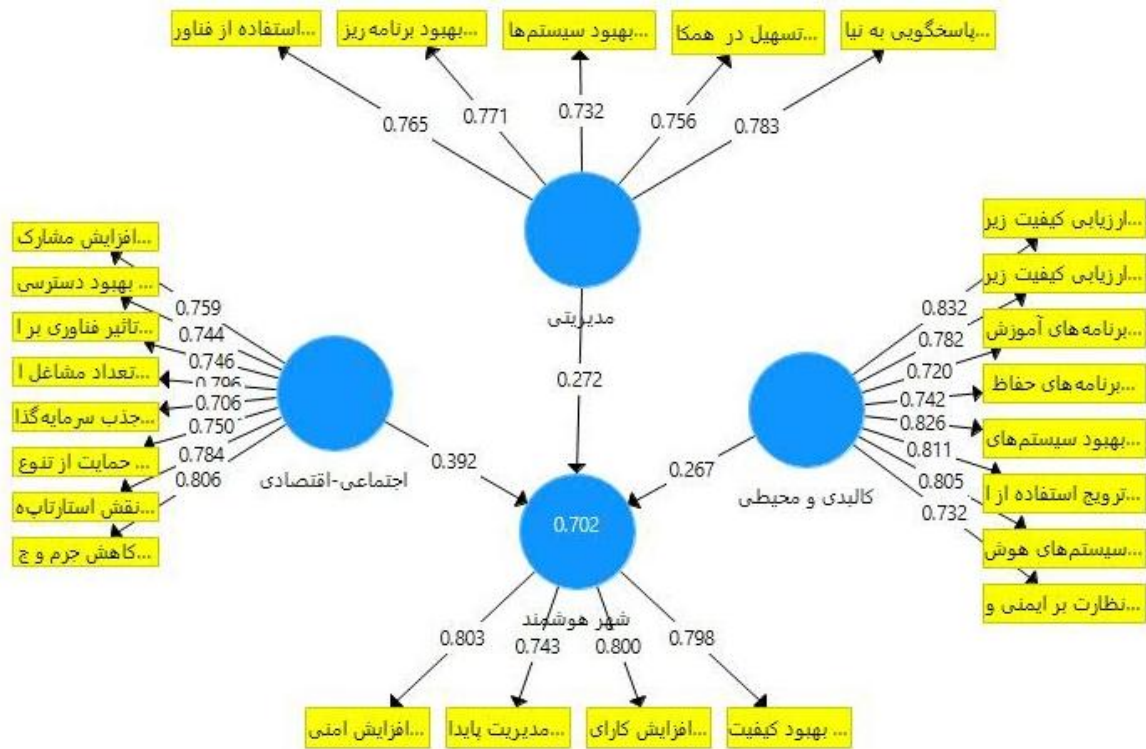 استفاده از فناور...
بهبود برنامه ریز...
بهبود سیستم‌ها...
تسهیل در همکا...
پاسخگویی به نیا...
0.765
0.771
0.732
0.756
0.783
مدیریتی
افزایش مشارک...
بهبود دسترسی ...
تاثیر فناوری بر ا...
تعداد مشاغل ا...
جذب سرمایه‌گذا...
حمایت از تنوع ...
نقش استارتاپ‌ه...
کاهش جرم و ج...
0.759
0.744
0.746
0.796
0.706
0.750
0.784
0.806
اجتماعی-اقتصادی
ارزیابی کیفیت زیر...
ارزیابی کیفیت زیر...
برنامه‌های آموزش...
برنامه‌های حفاظ...
بهبود سیستم‌های...
ترویج استفاده از ا...
سیستم‌های هوش...
نظارت بر ایمنی و...
0.832
0.782
0.720
0.742
0.826
0.811
0.805
0.732
کالبدی و محیطی
0.392
0.272
0.267
0.702
شهر هوشمند
0.803
0.743
0.800
0.798
افزایش امنی...
مدیریت پایدا...
افزایش کارای...
بهبود کیفیت ...